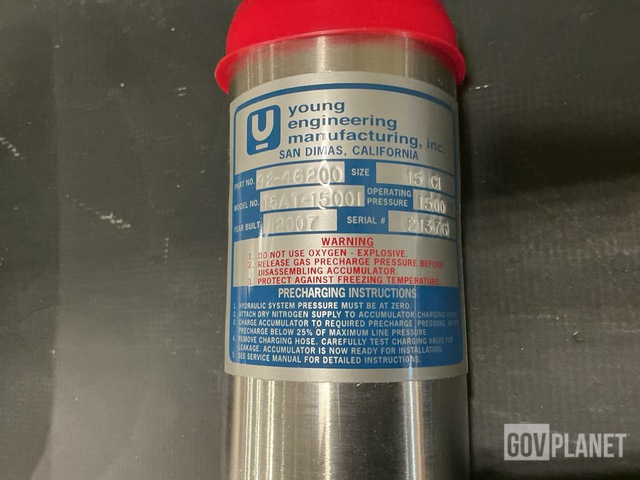 young
engineering
manufacturing, inc.
SAN DIMAS, CALIFORNIA
PART NO. 92-46200 SIZE 15 CI
MODEL NO. 15A1-15001 OPERATING PRESSURE 1500
YEAR BUILT 2007 SERIAL # 21376
WARNING
1. DO NOT USE OXYGEN - EXPLOSIVE.
2. RELEASE GAS PRECHARGE PRESSURE BEFORE
DISASSEMBLING ACCUMULATOR.
3. PROTECT AGAINST FREEZING TEMPERATURE
PRECHARGING INSTRUCTIONS
1. HYDRAULIC SYSTEM PRESSURE MUST BE AT ZERO.
2. ATTACH DRY NITROGEN SUPPLY TO ACCUMULATOR CHARGING VALVE
3. CHARGE ACCUMULATOR TO REQUIRED PRECHARGE PRESSURE. NEVER
PRECHARGE BELOW 25% OF MAXIMUM LINE PRESSURE.
4. REMOVE CHARGING HOSE. CAREFULLY TEST CHARGING VALVE FOR
LEAKAGE. ACCUMULATOR IS NOW READY FOR INSTALLATION.
5. SEE SERVICE MANUAL FOR DETAILED INSTRUCTIONS.
GOVPLANET